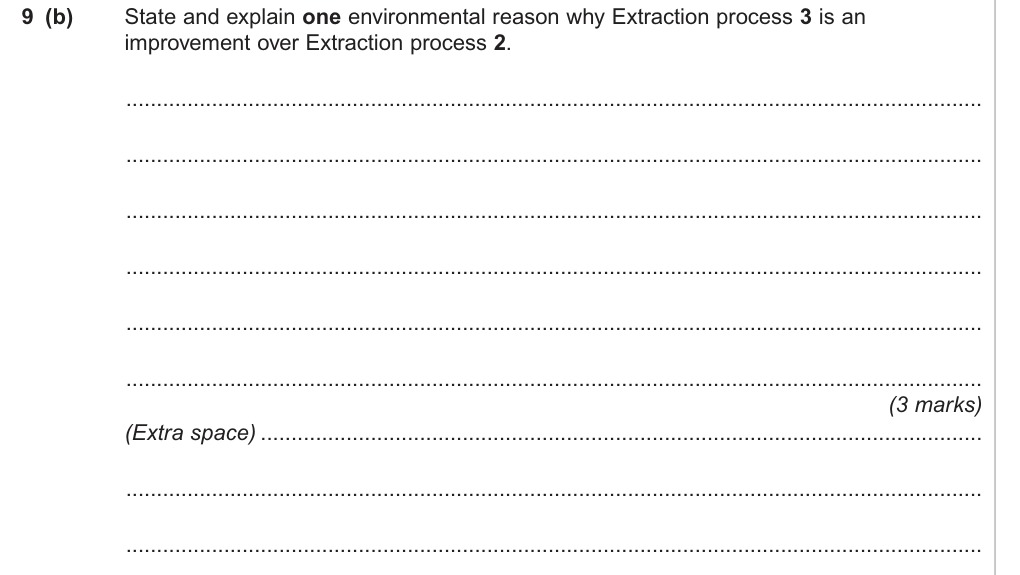 9 (b) State and explain one environmental reason why Extraction process 3 is an
improvement over Extraction process 2.
(3 marks)
(Extra space)